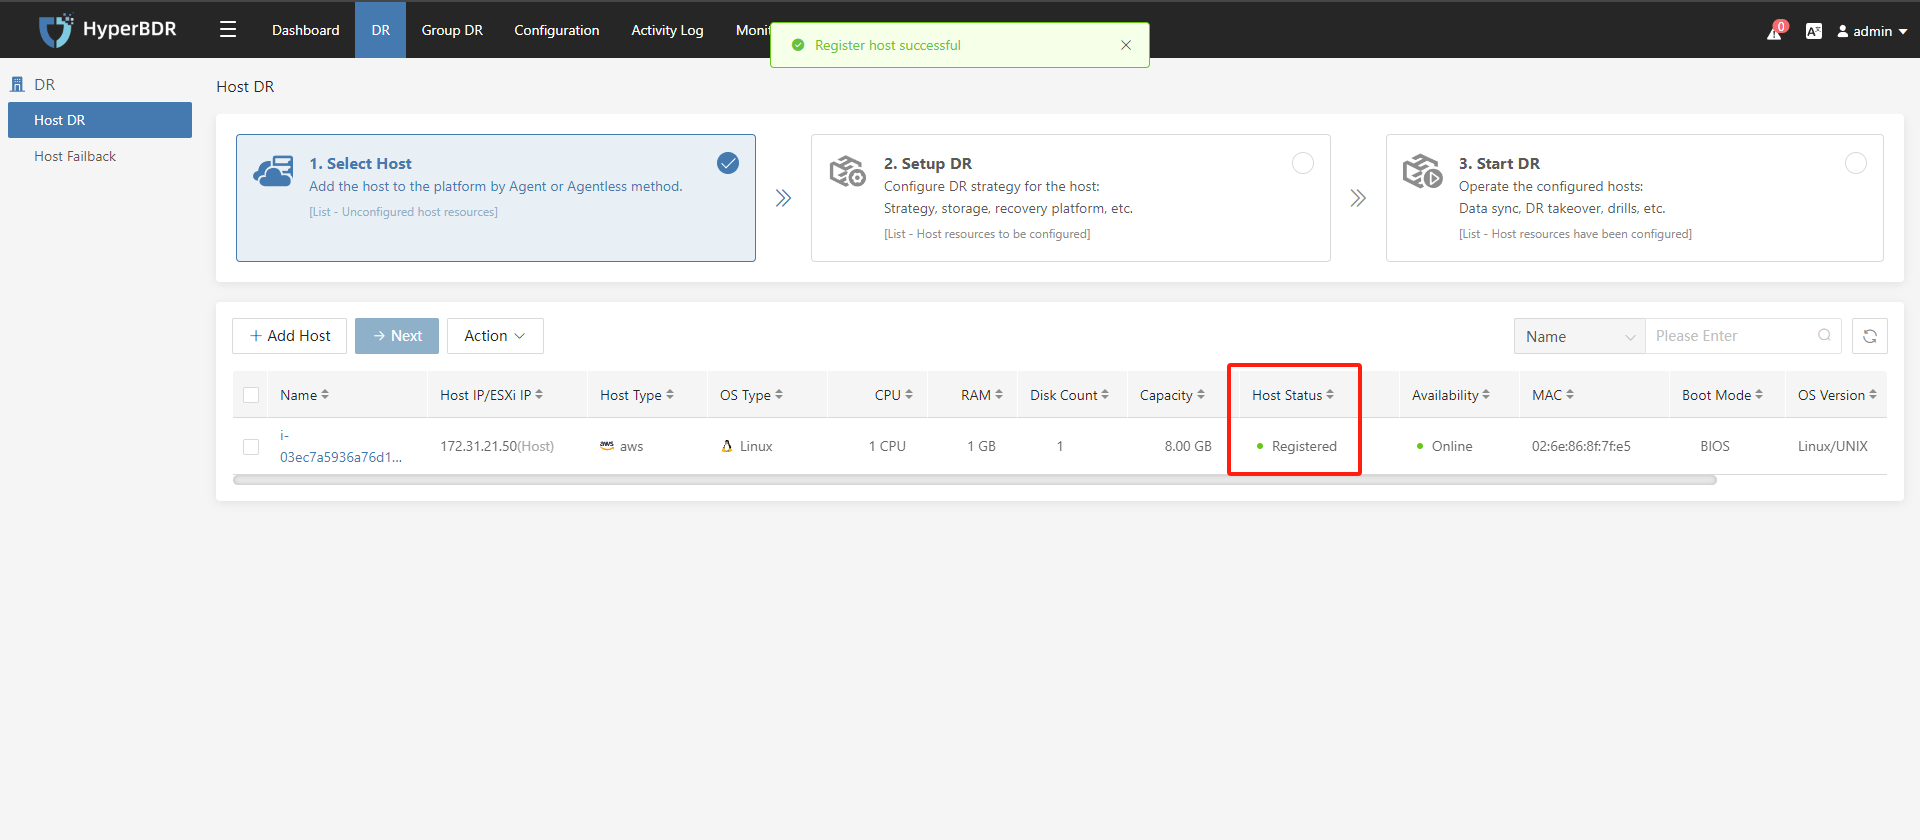 HyperBDR
Dashboard
DR
Group DR
Configuration
Activity Log
Monit
Register host successful
0
admin
DR
Host DR
Host Failback
Host DR
1. Select Host
Add the host to the platform by Agent or Agentless method.
[List - Unconfigured host resources]
2. Setup DR
Configure DR strategy for the host:
Strategy, storage, recovery platform, etc.
[List - Host resources to be configured]
3. Start DR
Operate the configured hosts:
Data sync, DR takeover, drills, etc.
[List - Host resources have been configured]
+ Add Host
→ Next
Action
Name
Please Enter
Name
Host IP/ESXi IP
Host Type
OS Type
CPU
RAM
Disk Count
Capacity
Host Status
Availability
MAC
Boot Mode
OS Version
i-
03ec7a5936a76d1...
172.31.21.50(Host)
aws aws
Linux
1 CPU
1 GB
1
8.00 GB
Registered
Online
02:6e:86:8f:7f:e5
BIOS
Linux/UNIX